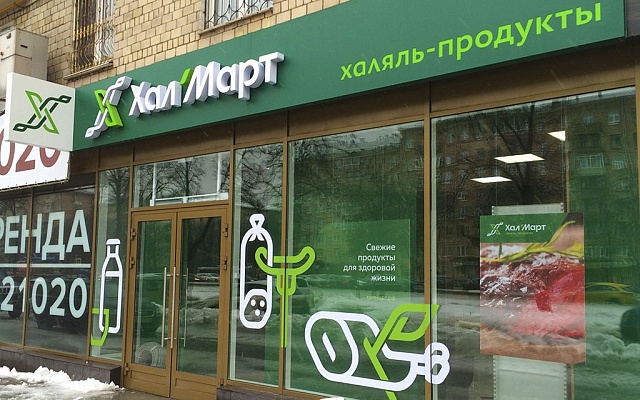 Хал'Март
халяль-продукты
020
РЕНДА
21020
Свежие
продукты
для здоровой
жизни
Хал'Март